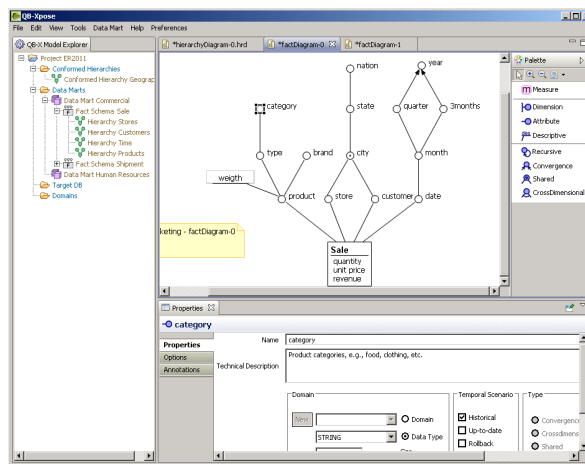 QB-Xpose
File Edit View Tools Data Mart Help Preferences
QB-X Model Explorer
*hierarchyDiagram-0.hrd
*factDiagram-0
*factDiagram-1
Project ER2011
Conformed Hierarchies
Conformed Hierarchy Geograp
Data Marts
Data Mart Commercial
Fact Schema Sale
Hierarchy Stores
Hierarchy Customers
Hierarchy Time
Hierarchy Products
Fact Schema Shipment
Data Mart Human Resources
Target DB
Domains
nation
year
category
state
quarter
3months
type
brand
city
month
weigth
product
store
customer
date
keting - factDiagram-0
Sale
quantity
unit price
revenue
Palette
Measure
Dimension
Attribute
Descriptive
Recursive
Convergence
Shared
CrossDimensional
Properties
category
Properties
Options
Annotations
Name
category
Technical Description
Product categories, e.g., food, clothing, etc.
Domain
New
Domain
STRING
Data Type
Temporal Scenario
Historical
Up-to-date
Rollback
Type
Convergence
Crossdimens
Shared